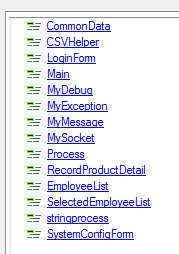 CommonData
CSVHelper
LoginForm
Main
MyDebug
MyException
MyMessage
MySocket
Process
RecordProductDetail
EmployeeList
SelectedEmployeeList
stringprocess
SystemConfigForm